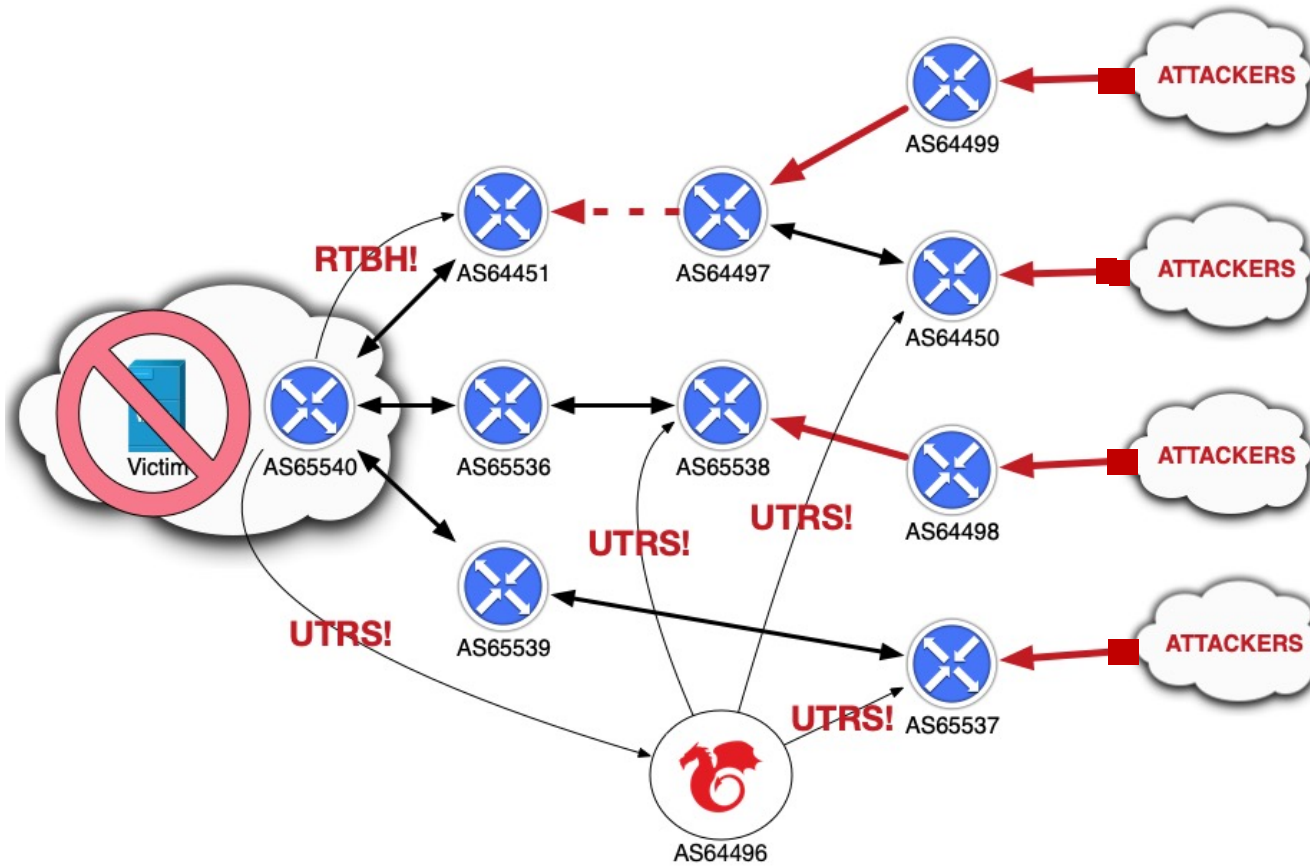 ATTACKERS
AS64499
RTBH!
AS64451
AS64497
ATTACKERS
AS64450
Victim
AS65540
AS65536
AS65538
ATTACKERS
AS64498
UTRS!
UTRS!
UTRS!
AS65539
ATTACKERS
AS65537
UTRS!
AS64496